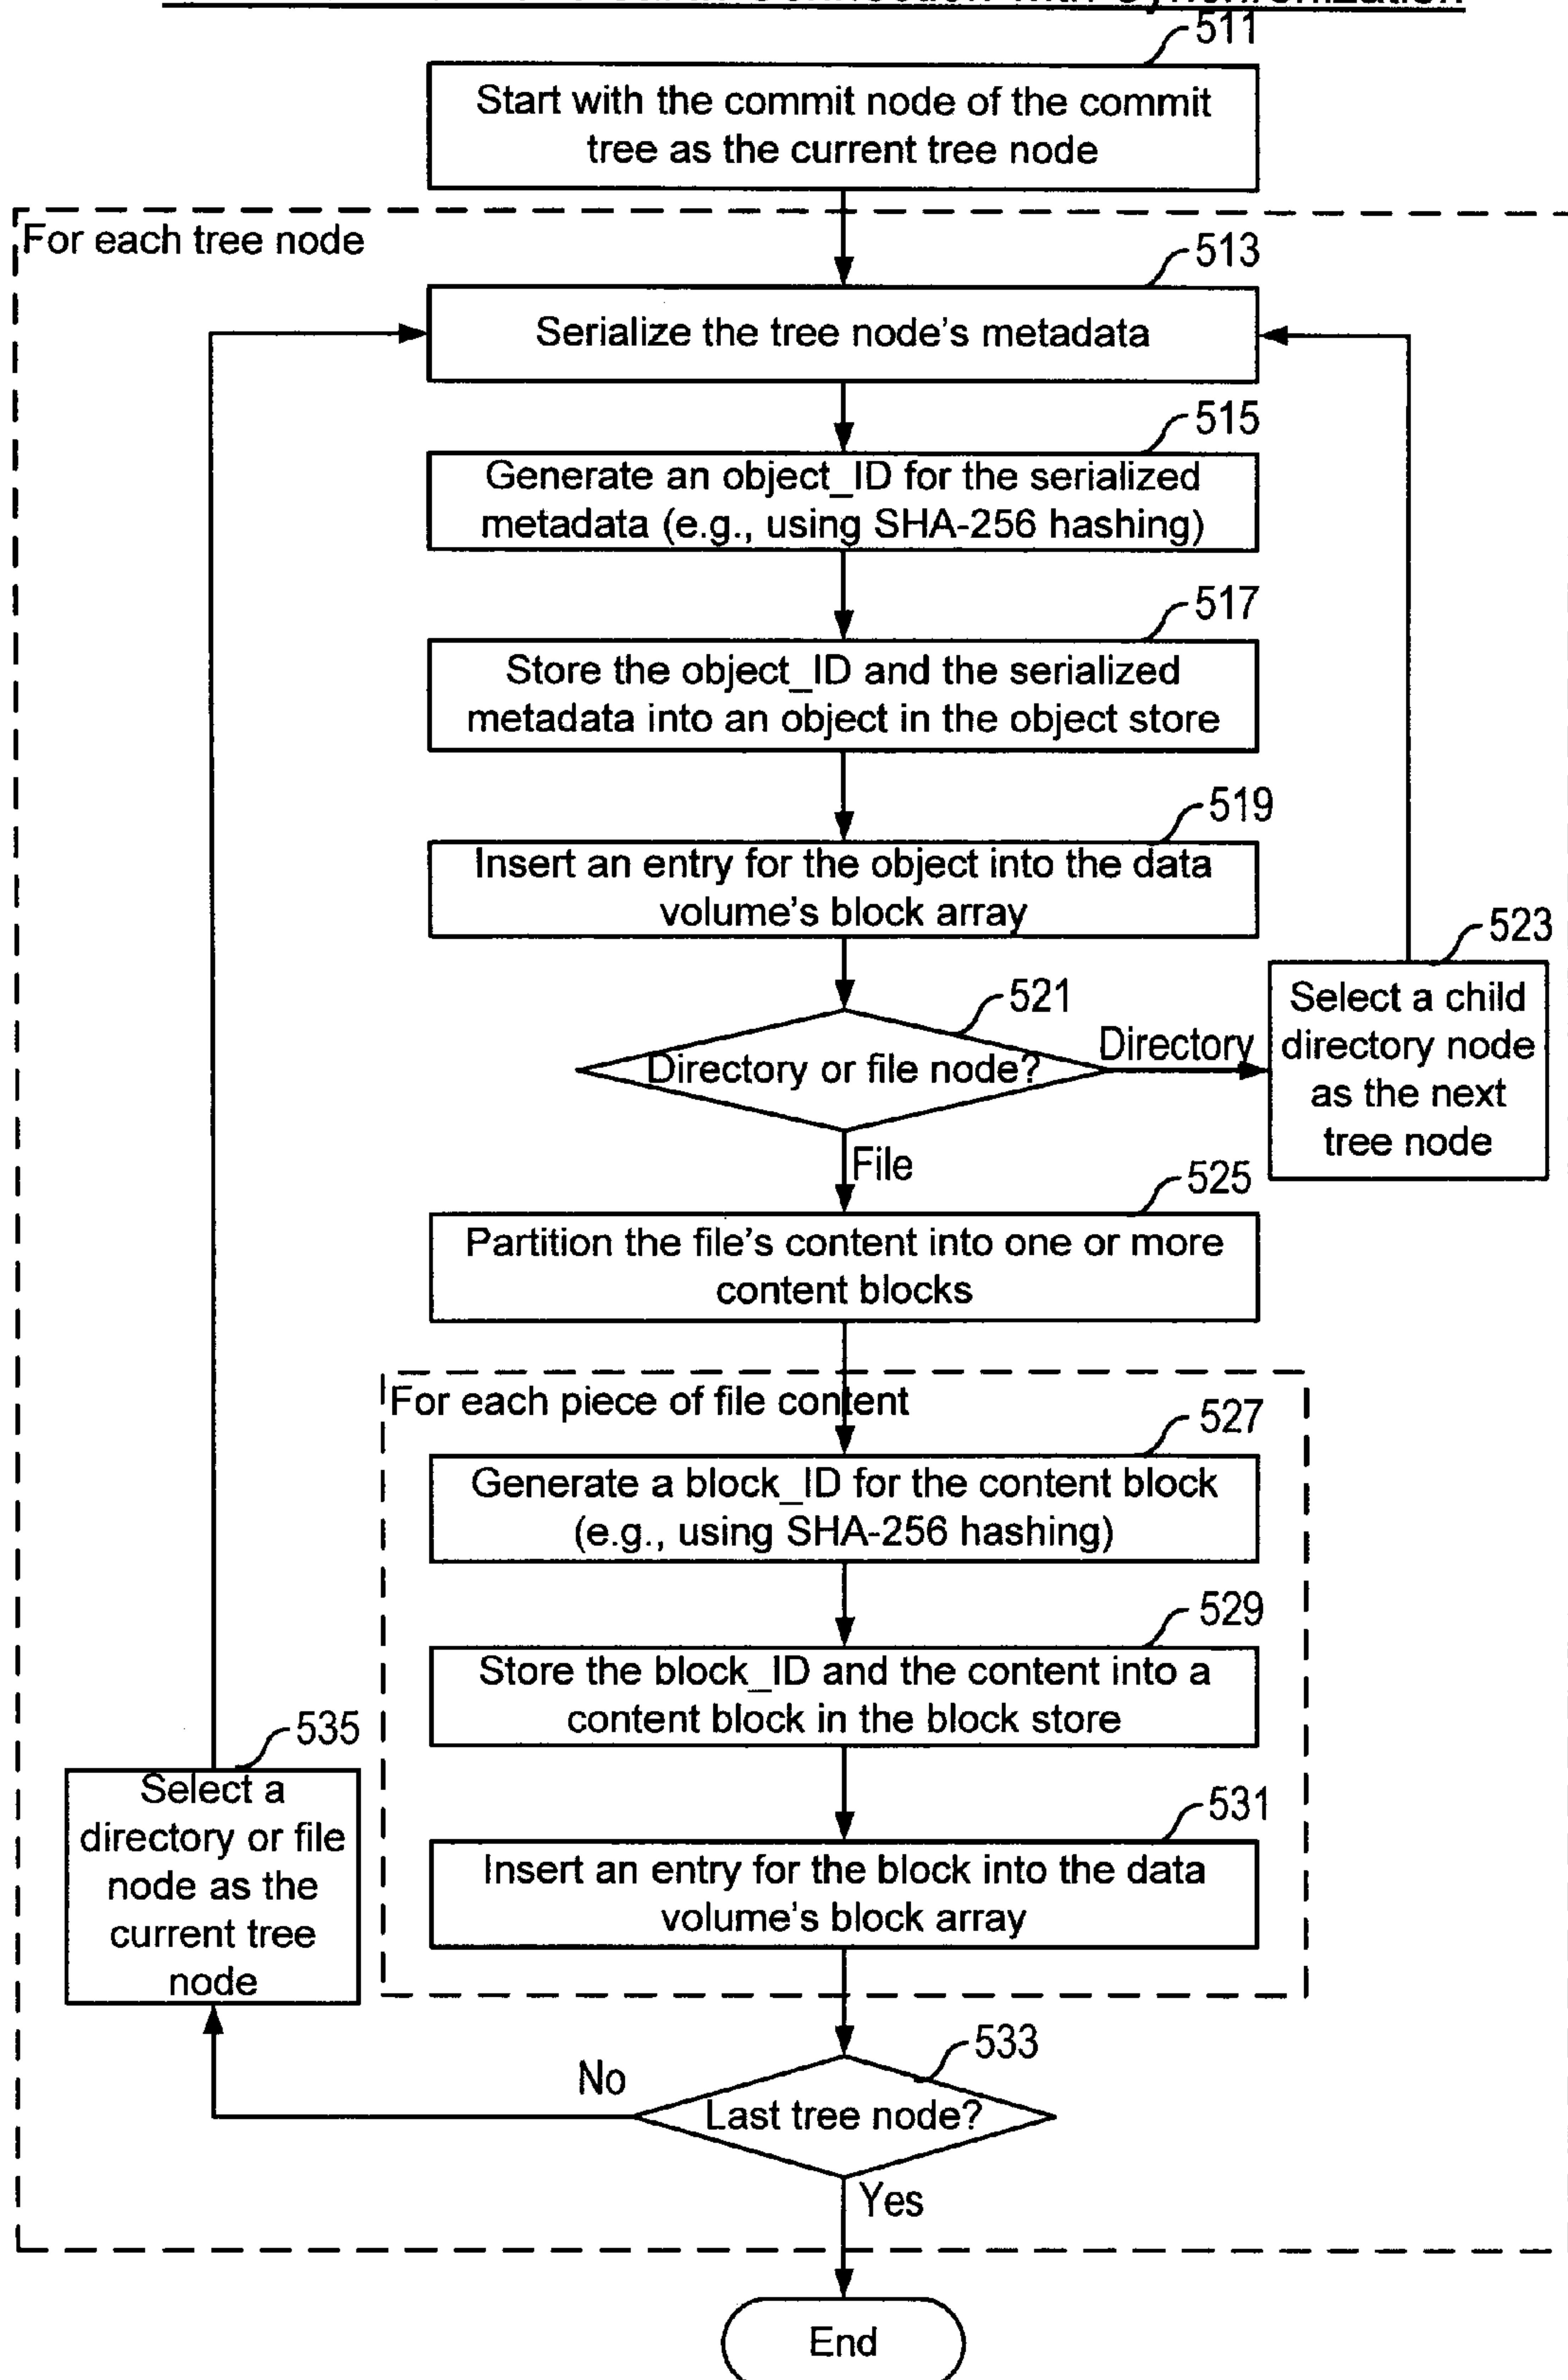 with Synchronization
511
Start with the commit node of the commit
tree as the current tree node
For each tree node
513
Serialize the tree node's metadata
515
Generate an object_ID for the serialized
metadata (e.g., using SHA-256 hashing)
517
Store the object_ID and the serialized
metadata into an object in the object store
519
Insert an entry for the object into the data
volume's block array
521
Directory or file node?
Directory
523
Select a child
directory node
as the next
tree node
File
525
Partition the file's content into one or more
content blocks
For each piece of file content
527
Generate a block_ID for the content block
(e.g., using SHA-256 hashing)
529
Store the block_ID and the content into a
content block in the block store
531
Insert an entry for the block into the data
volume's block array
535
Select a
directory or file
node as the
current tree
node
533
Last tree node?
No
Yes
End